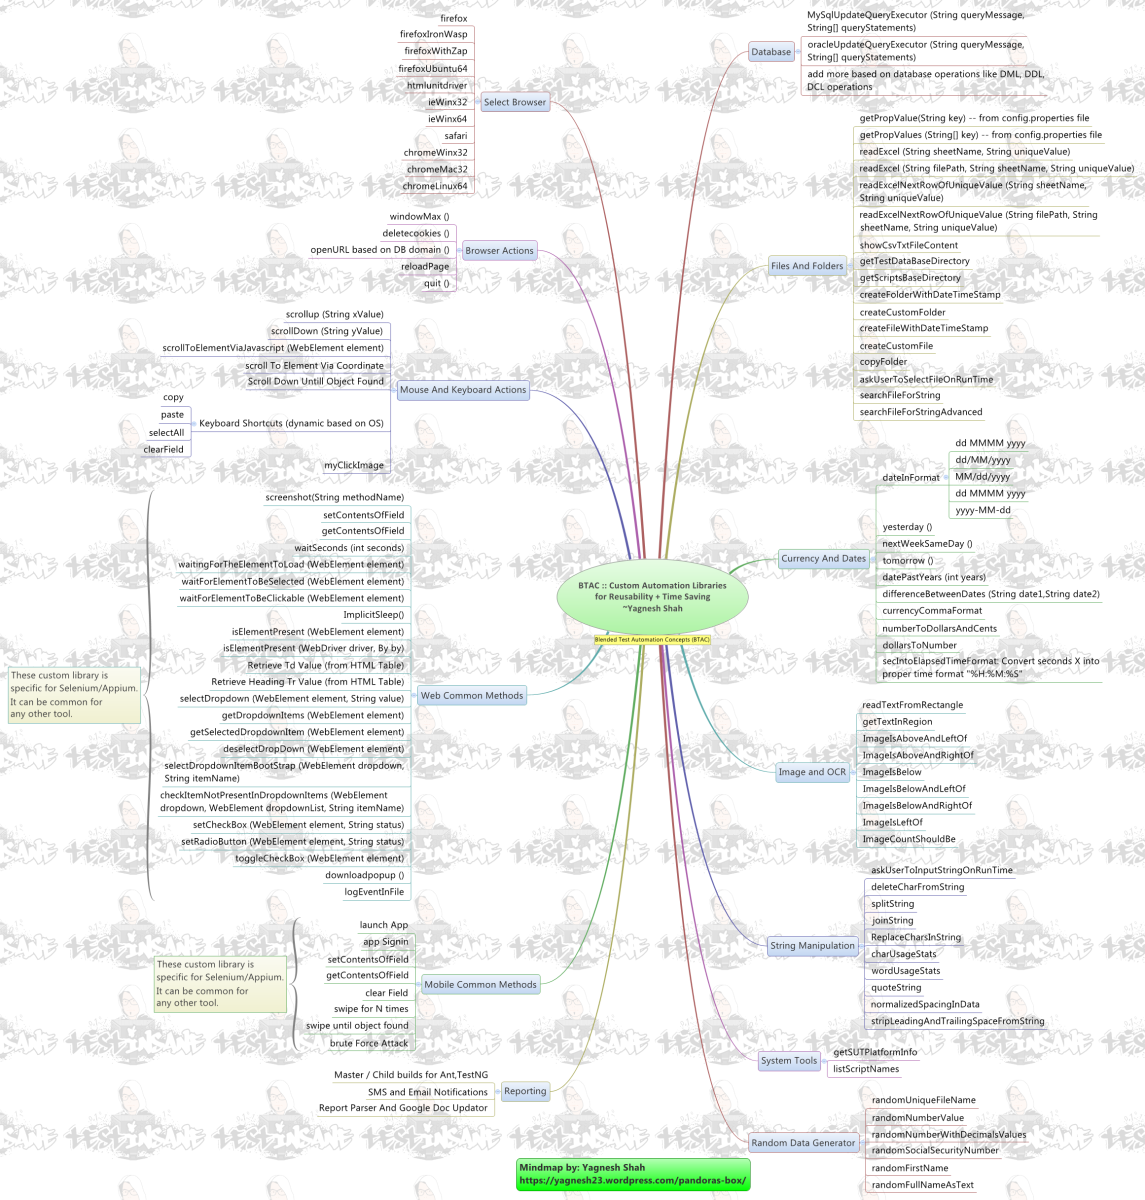 BTAC :: Custom Automation Libraries
for Reusability + Time Saving
~Yagnesh Shah
Blended Test Automation Concepts (BTAC)
Select Browser
firefox
firefoxIronWasp
firefoxWithZap
firefoxUbuntu64
htmlunitdriver
ieWinx32
ieWinx64
safari
chromeWinx32
chromeMac32
chromeLinux64
Browser Actions
windowMax ()
deletecookies ()
openURL based on DB domain ()
reloadPage
quit ()
Mouse And Keyboard Actions
scrollup (String xValue)
scrollDown (String yValue)
scrollToElementViaJavascript (WebElement element)
scroll To Element Via Coordinate
Scroll Down Untill Object Found
Keyboard Shortcuts (dynamic based on OS)
copy
paste
selectAll
clearField
myClickImage
Web Common Methods
screenshot(String methodName)
setContentsOfField
getContentsOfField
waitSeconds (int seconds)
waitingForTheElementToLoad (WebElement element)
waitForElementToBeSelected (WebElement element)
waitForElementToBeClickable (WebElement element)
ImplicitSleep()
isElementPresent (WebElement element)
isElementPresent (WebDriver driver, By by)
Retrieve Td Value (from HTML Table)
Retrieve Heading Tr Value (from HTML Table)
selectDropdown (WebElement element, String value)
getDropdownItems (WebElement element)
getSelectedDropdownItem (WebElement element)
deselectDropDown (WebElement element)
selectDropdownItemBootStrap (WebElement dropdown,
String itemName)
checkItemNotPresentInDropdownItems (WebElement
dropdown, WebElement dropdownList, String itemName)
setCheckBox (WebElement element, String status)
setRadioButton (WebElement element, String status)
toggleCheckBox (WebElement element)
downloadpopup ()
logEventInFile
These custom library is
specific for Selenium/Appium.
It can be common for
any other tool.
Mobile Common Methods
launch App
app Signin
setContentsOfField
getContentsOfField
clear Field
swipe for N times
swipe until object found
brute Force Attack
These custom library is
specific for Selenium/Appium.
It can be common for
any other tool.
Reporting
Master / Child builds for Ant,TestNG
SMS and Email Notifications
Report Parser And Google Doc Updator
Database
MySqlUpdateQueryExecutor (String queryMessage,
String[] queryStatements)
oracleUpdateQueryExecutor (String queryMessage,
String[] queryStatements)
add more based on database operations like DML, DDL,
DCL operations
Files And Folders
getPropValue(String key) -- from config.properties file
getPropValues (String[] key) -- from config.properties file
readExcel (String sheetName, String uniqueValue)
readExcel (String filePath, String sheetName, String uniqueValue)
readExcelNextRowOfUniqueValue (String sheetName,
String uniqueValue)
readExcelNextRowOfUniqueValue (String filePath, String
sheetName, String uniqueValue)
showCsvTxtFileContent
getTestDataBaseDirectory
getScriptsBaseDirectory
createFolderWithDateTimeStamp
createCustomFolder
createFileWithDateTimeStamp
createCustomFile
copyFolder
askUserToSelectFileOnRunTime
searchFileForString
searchFileForStringAdvanced
Currency And Dates
dateInFormat
dd MMMM yyyy
dd/MM/yyyy
MM/dd/yyyy
dd MMMM yyyy
yyyy-MM-dd
yesterday ()
nextWeekSameDay ()
tomorrow ()
datePastYears (int years)
differenceBetweenDates (String date1,String date2)
currencyCommaFormat
numberToDollarsAndCents
dollarsToNumber
secIntoElapsedTimeFormat; Convert seconds X into
proper time format "%H:%M:%S"
Image and OCR
readTextFromRectangle
getTextInRegion
ImageIsAboveAndLeftOf
ImageIsAboveAndRightOf
ImageIsBelow
ImageIsBelowAndLeftOf
ImageIsBelowAndRightOf
ImageIsLeftOf
ImageCountShouldBe
String Manipulation
askUserToInputStringOnRunTime
deleteCharFromString
splitString
joinString
ReplaceCharsInString
charUsageStats
wordUsageStats
quoteString
normalizedSpacingInData
stripLeadingAndTrailingSpaceFromString
System Tools
getSUTPlatformInfo
listScriptNames
Random Data Generator
randomUniqueFileName
randomNumberValue
randomNumberWithDecimalsValues
randomSocialSecurityNumber
randomFirstName
randomFullNameAsText
Mindmap by: Yagnesh Shah
https://yagnesh23.wordpress.com/pandoras-box/